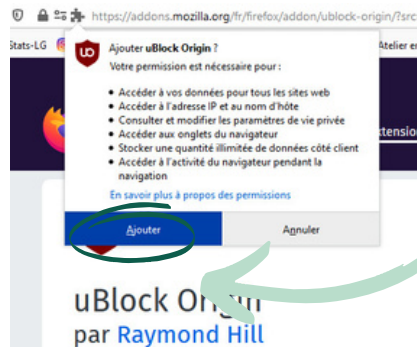 https://addons.mozilla.org/fr/firefox/addon/ublock-origin/?src
Stats-LG
Atelier en
Ajouter uBlock Origin ?
Votre permission est nécessaire pour :
• Accéder à vos données pour tous les sites web
• Accéder à l'adresse IP et au nom d'hôte
• Consulter et modifier les paramètres de vie privée
• Accéder aux onglets du navigateur
• Stocker une quantité illimitée de données côté client
• Accéder à l'activité du navigateur pendant la
navigation
En savoir plus à propos des permissions
Ajouter
Annuler
uBlock Origin
par Raymond Hill